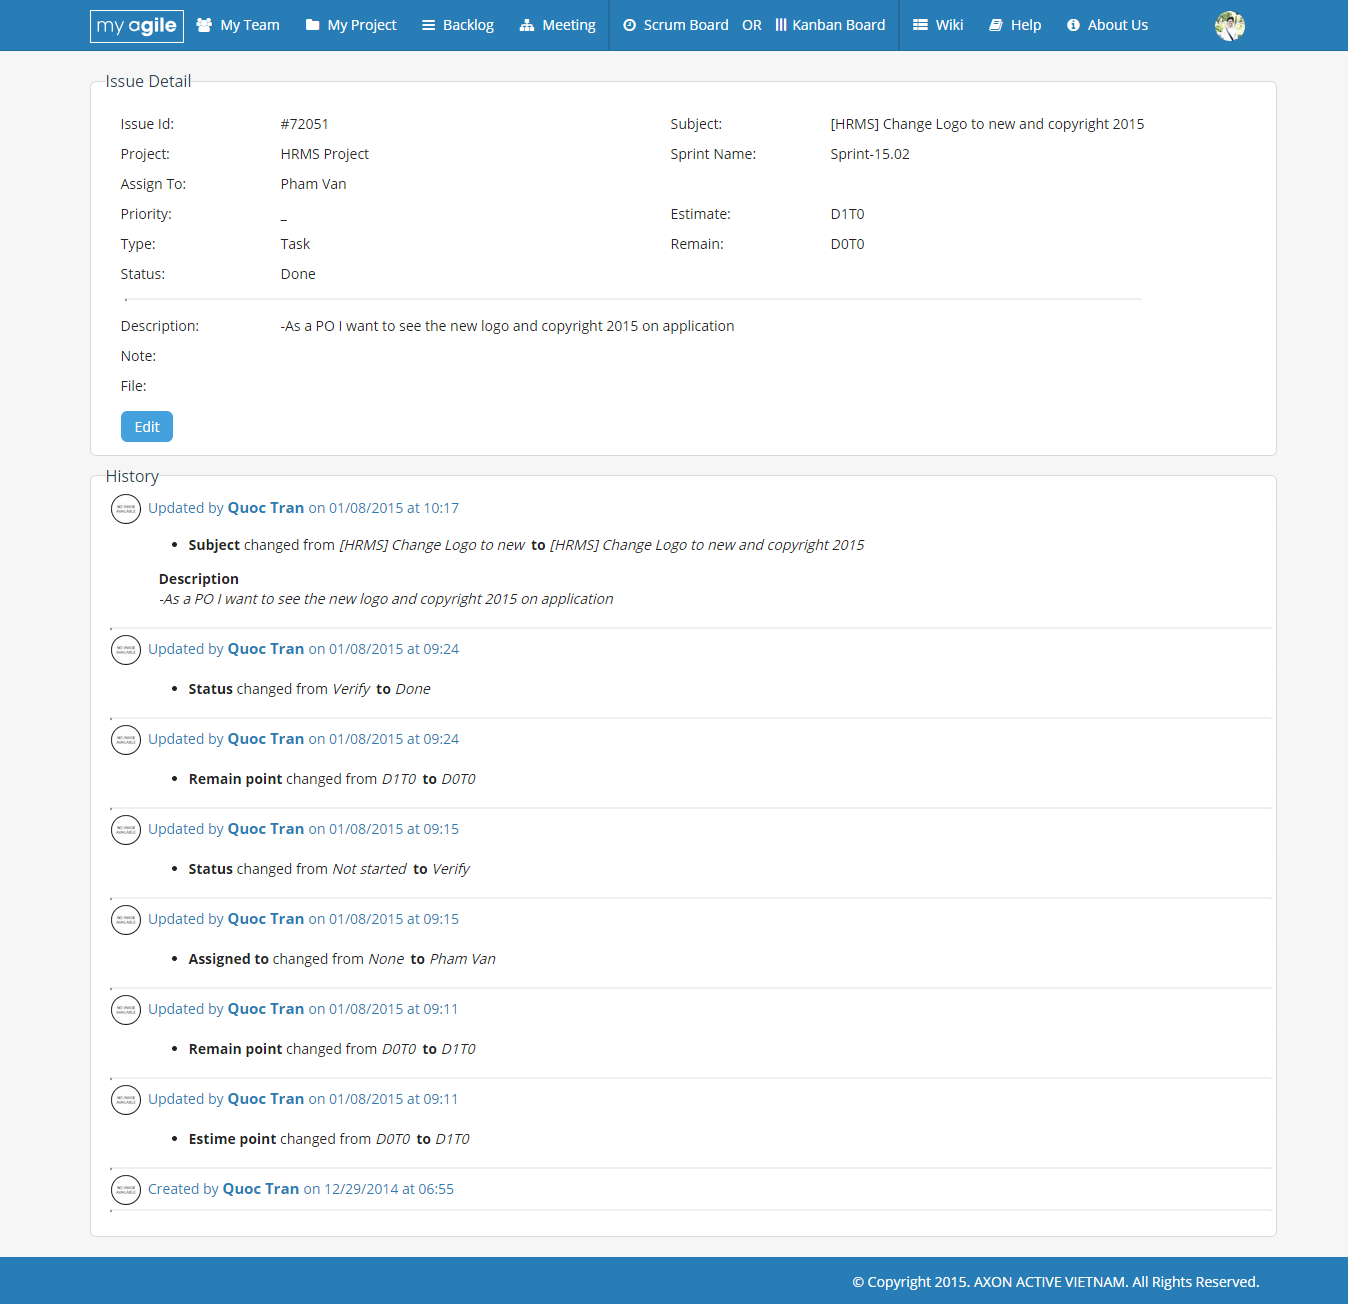 my agile My Team My Project Backlog Meeting Scrum Board OR Kanban Board Wiki Help About Us
Issue Detail
Issue Id: #72051 Subject: [HRMS] Change Logo to new and copyright 2015
Project: HRMS Project Sprint Name: Sprint-15.02
Assign To: Pham Van
Priority: _ Estimate: D1T0
Type: Task Remain: D0T0
Status: Done
Description: -As a PO I want to see the new logo and copyright 2015 on application
Note:
File:
Edit
History
Updated by Quoc Tran on 01/08/2015 at 10:17
• Subject changed from [HRMS] Change Logo to new to [HRMS] Change Logo to new and copyright 2015
Description
-As a PO I want to see the new logo and copyright 2015 on application
Updated by Quoc Tran on 01/08/2015 at 09:24
• Status changed from Verify to Done
Updated by Quoc Tran on 01/08/2015 at 09:24
• Remain point changed from D1T0 to D0T0
Updated by Quoc Tran on 01/08/2015 at 09:15
• Status changed from Not started to Verify
Updated by Quoc Tran on 01/08/2015 at 09:15
• Assigned to changed from None to Pham Van
Updated by Quoc Tran on 01/08/2015 at 09:11
• Remain point changed from D0T0 to D1T0
Updated by Quoc Tran on 01/08/2015 at 09:11
• Estime point changed from D0T0 to D1T0
Created by Quoc Tran on 12/29/2014 at 06:55
© Copyright 2015. AXON ACTIVE VIETNAM. All Rights Reserved.